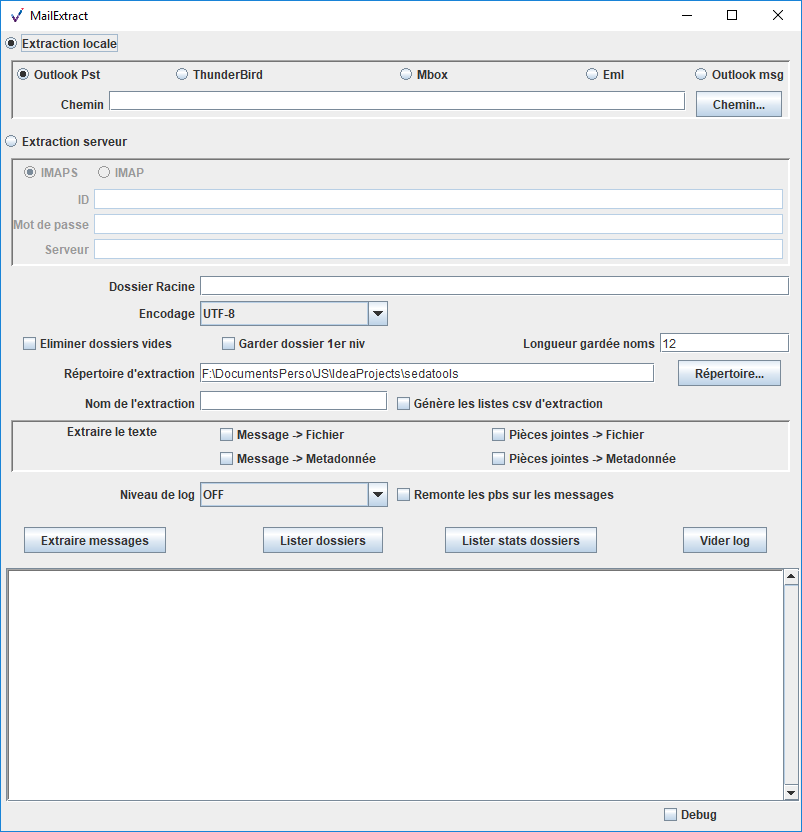 MailExtract
Extraction locale
Outlook Pst ThunderBird Mbox Eml Outlook msg
Chemin Chemin...
Extraction serveur
IMAPS IMAP
ID
Mot de passe
Serveur
Dossier Racine
Encodage UTF-8
Eliminer dossiers vides Garder dossier 1er niv Longueur gardée noms 12
Répertoire d'extraction F:\DocumentsPerso\JS\IdeaProjects\sedatools Répertoire...
Nom de l'extraction Génère les listes csv d'extraction
Extraire le texte Message -> Fichier Pièces jointes -> Fichier
Message -> Metadonnée Pièces jointes -> Metadonnée
Niveau de log OFF Remonte les pbs sur les messages
Extraire messages Lister dossiers Lister stats dossiers Vider log
Debug